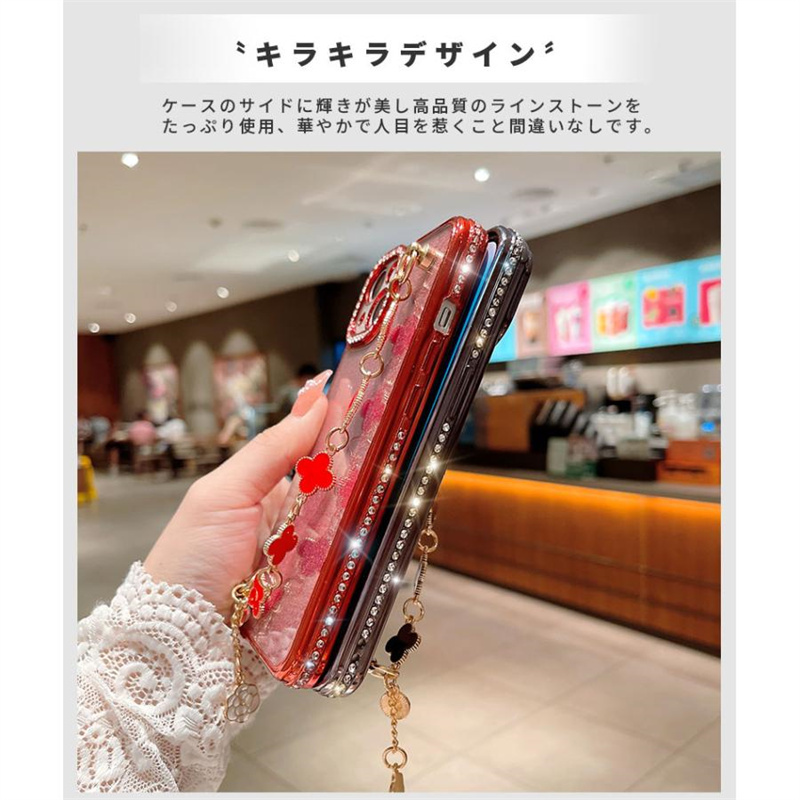 〝キラキラデザイン〞
ケースのサイドに輝きが美し高品質のラインストーンを
たっぷり使用、華やかで人目を惹くこと間違いなしです。